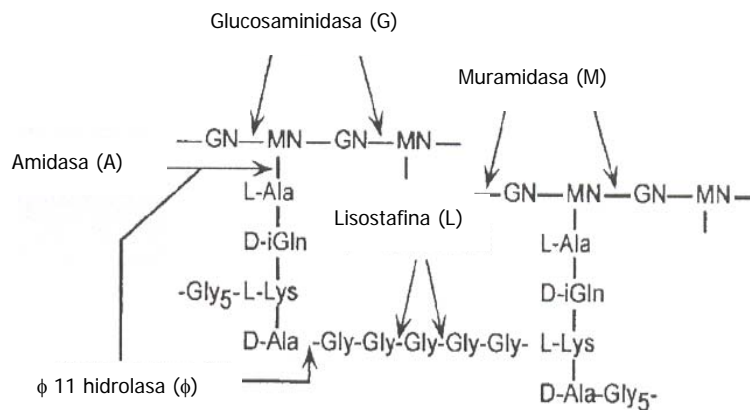 Glucosaminidasa (G)
Muramidasa (M)
— GN — MN — GN — MN —
Amidasa (A)
— GN — MN — GN — MN —
L-Ala
Lisostafina (L)
L-Ala
D-iGln
D-iGln
-Gly5-L-Lys
L-Lys
D-Ala
-Gly-Gly-Gly-Gly-Gly-
D-Ala-Gly5-
ϕ 11 hidrolasa (ϕ)